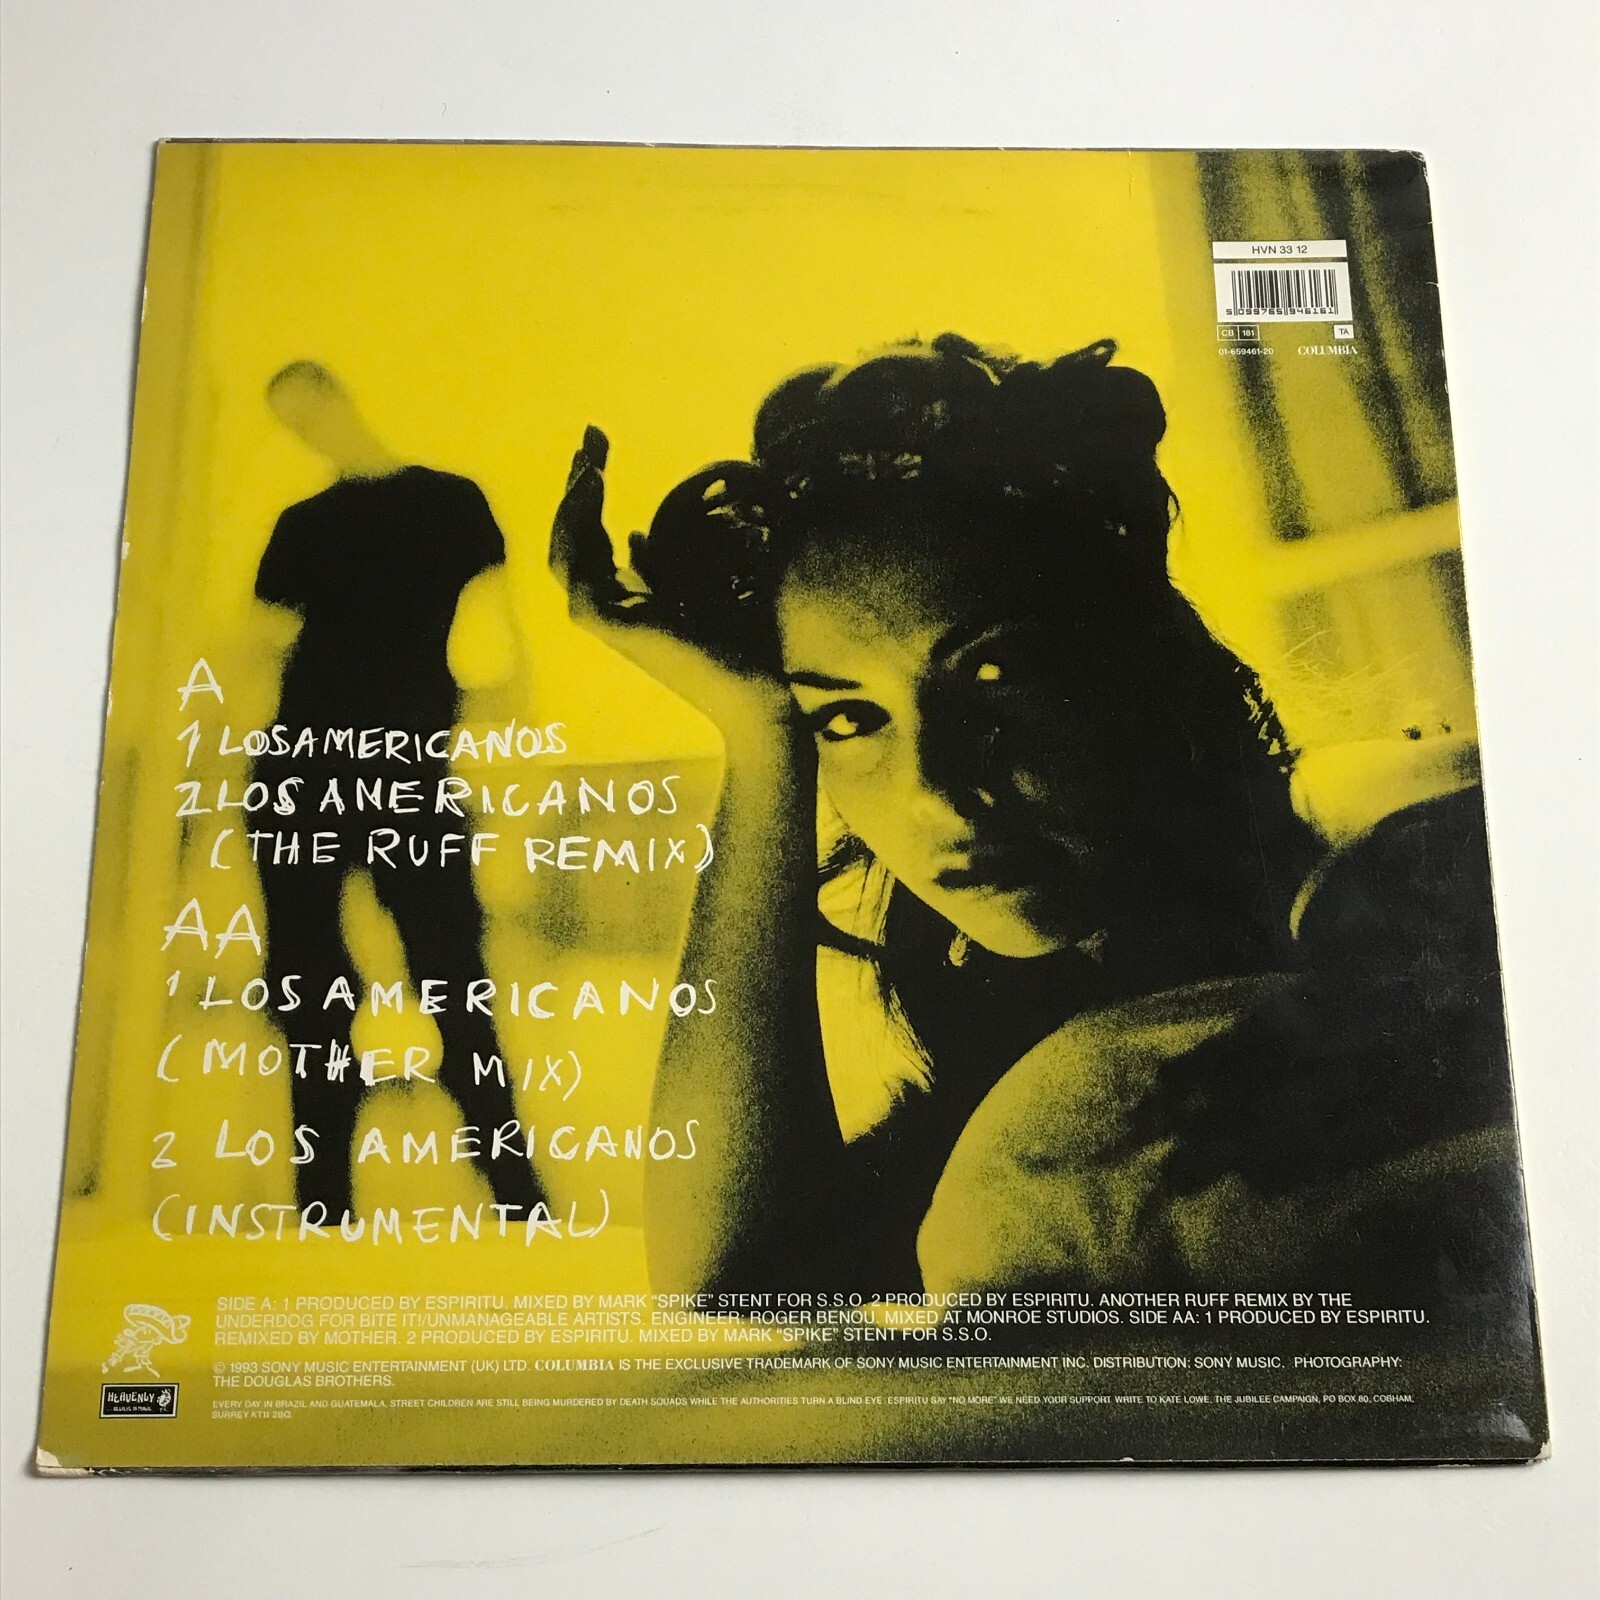 HVN 33 12
5 099765 946161
CB 181
TA
01-659461-20
COLUMBIA
A
1 LOS AMERICANOS
2 LOS AMERICANOS
(THE RUFF REMIX)
AA
1 LOS AMERICANOS
(MOTHER MIX)
2 LOS AMERICANOS
(INSTRUMENTAL)
SIDE A: 1 PRODUCED BY ESPIRITU. MIXED BY MARK "SPIKE" STENT FOR S.S.O. 2 PRODUCED BY ESPIRITU. ANOTHER RUFF REMIX BY THE
UNDERDOG FOR BITE IT!/UNMANAGEABLE ARTISTS. ENGINEER: ROGER BENOU. MIXED AT MONROE STUDIOS. SIDE AA: 1 PRODUCED BY ESPIRITU.
REMIXED BY MOTHER. 2 PRODUCED BY ESPIRITU. MIXED BY MARK "SPIKE" STENT FOR S.S.O.
© 1993 SONY MUSIC ENTERTAINMENT (UK) LTD. COLUMBIA IS THE EXCLUSIVE TRADEMARK OF SONY MUSIC ENTERTAINMENT INC. DISTRIBUTION: SONY MUSIC. PHOTOGRAPHY:
THE DOUGLAS BROTHERS.
HEAVENLY
EVERY DAY IN BRAZIL AND GUATEMALA, STREET CHILDREN ARE STILL BEING MURDERED BY DEATH SQUADS WHILE THE AUTHORITIES TURN A BLIND EYE. ESPIRITU SAY "NO MORE" WE NEED YOUR SUPPORT WRITE TO KATE LOWE, THE JUBILEE CAMPAIGN, PO BOX 80, COBHAM,
SURREY KT11 2BQ.